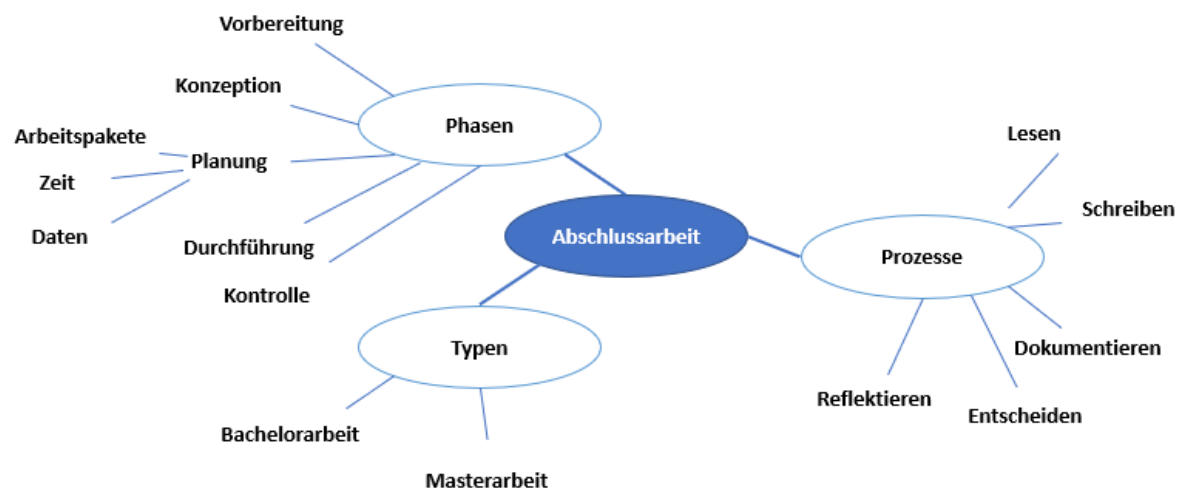 Vorbereitung
Konzeption
Phasen
Arbeitspakete
Planung
Zeit
Daten
Durchführung
Kontrolle
Abschlussarbeit
Lesen
Schreiben
Prozesse
Dokumentieren
Reflektieren
Entscheiden
Typen
Bachelorarbeit
Masterarbeit